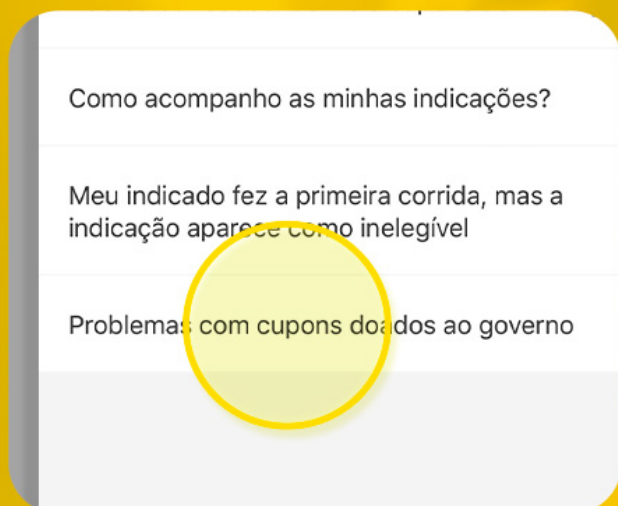 Como acompanho as minhas indicações?
Meu indicado fez a primeira corrida, mas a
indicação aparece como inelegível
Problemas com cupons doados ao governo